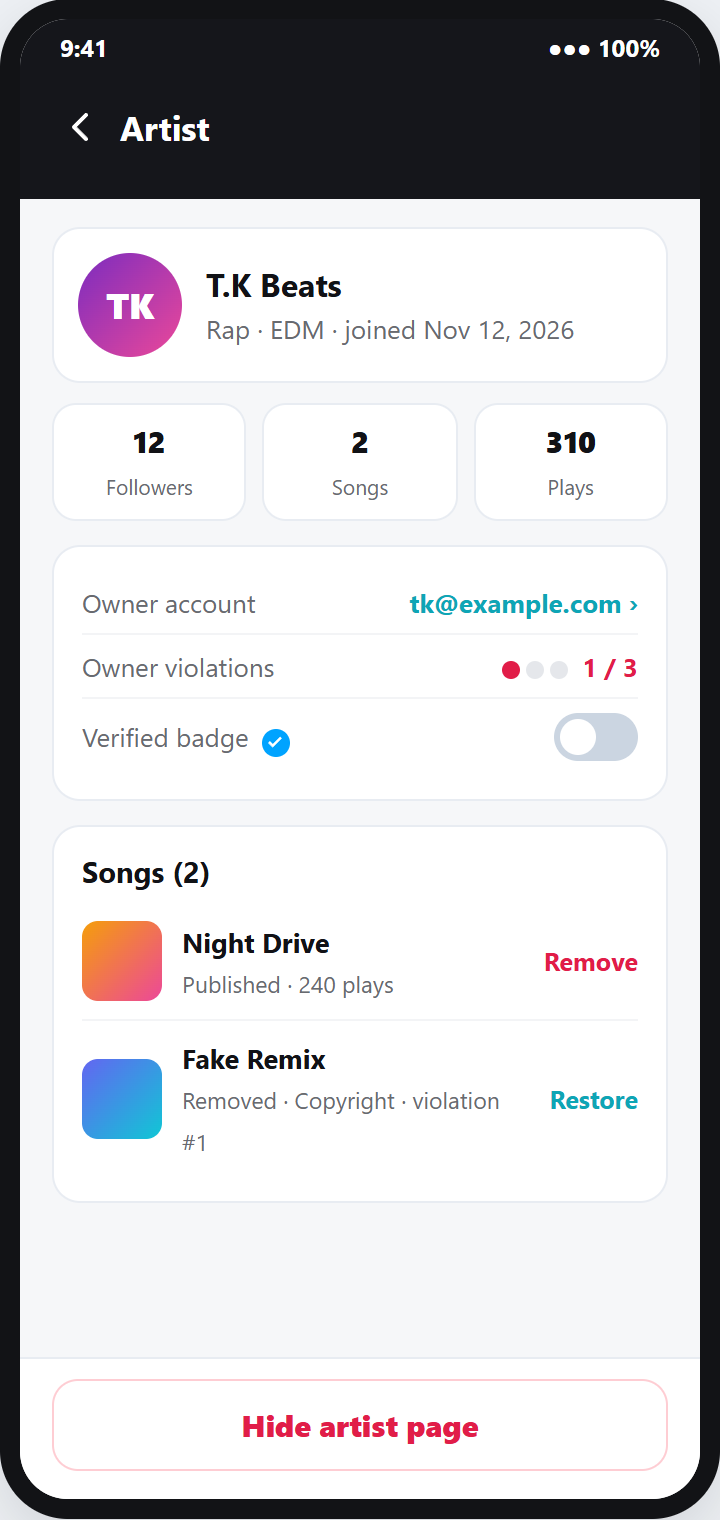 9:41 ●●● 100%
Artist
TK
T.K Beats
Rap · EDM · joined Nov 12, 2026
12 2 310
Followers Songs Plays
Owner account tk@example.com ›
Owner violations 1 / 3
Verified badge
Songs (2)
Night Drive
Published · 240 plays
Remove
Fake Remix
Removed · Copyright · violation
#1
Restore
Hide artist page